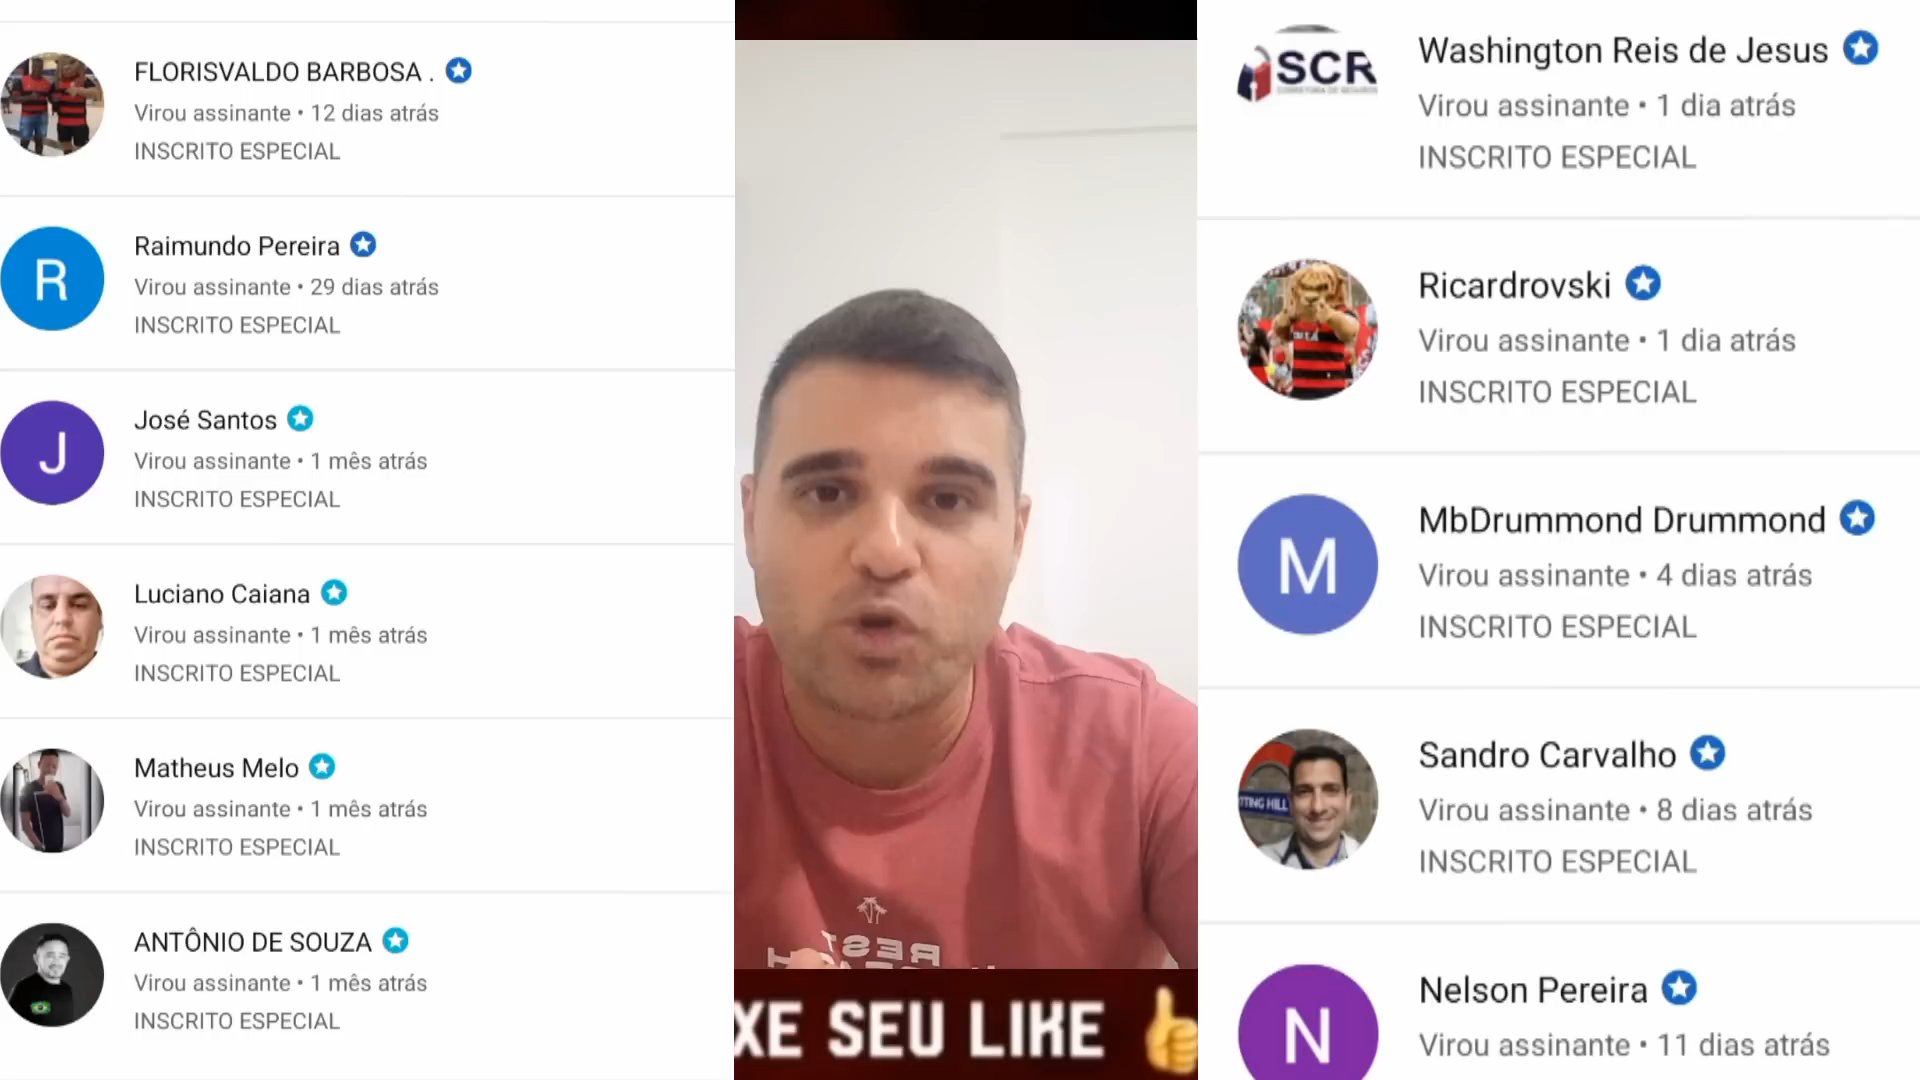 FLORISVALDO BARBOSA .
Virou assinante • 12 dias atrás
INSCRITO ESPECIAL
R
Raimundo Pereira
Virou assinante • 29 dias atrás
INSCRITO ESPECIAL
J
José Santos
Virou assinante • 1 mês atrás
INSCRITO ESPECIAL
Luciano Caiana
Virou assinante • 1 mês atrás
INSCRITO ESPECIAL
Matheus Melo
Virou assinante • 1 mês atrás
INSCRITO ESPECIAL
ANTÔNIO DE SOUZA
Virou assinante • 1 mês atrás
INSCRITO ESPECIAL
XE SEU LIKE
SCR
Washington Reis de Jesus
Virou assinante • 1 dia atrás
INSCRITO ESPECIAL
Ricardrovski
Virou assinante • 1 dia atrás
INSCRITO ESPECIAL
M
MbDrummond Drummond
Virou assinante • 4 dias atrás
INSCRITO ESPECIAL
TTING HILL
Sandro Carvalho
Virou assinante • 8 dias atrás
INSCRITO ESPECIAL
N
Nelson Pereira
Virou assinante • 11 dias atrás